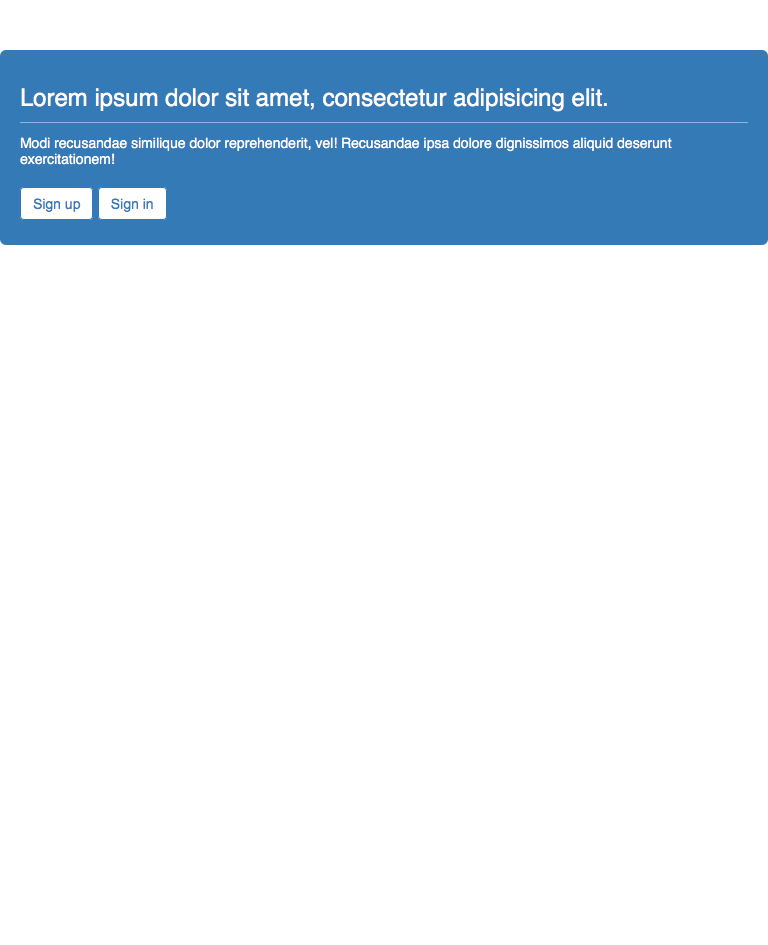 Lorem ipsum dolor sit amet, consectetur adipisicing elit.
Modi recusandae similique dolor reprehenderit, vel! Recusandae ipsa dolore dignissimos aliquid deserunt
exercitationem!
Sign up Sign in